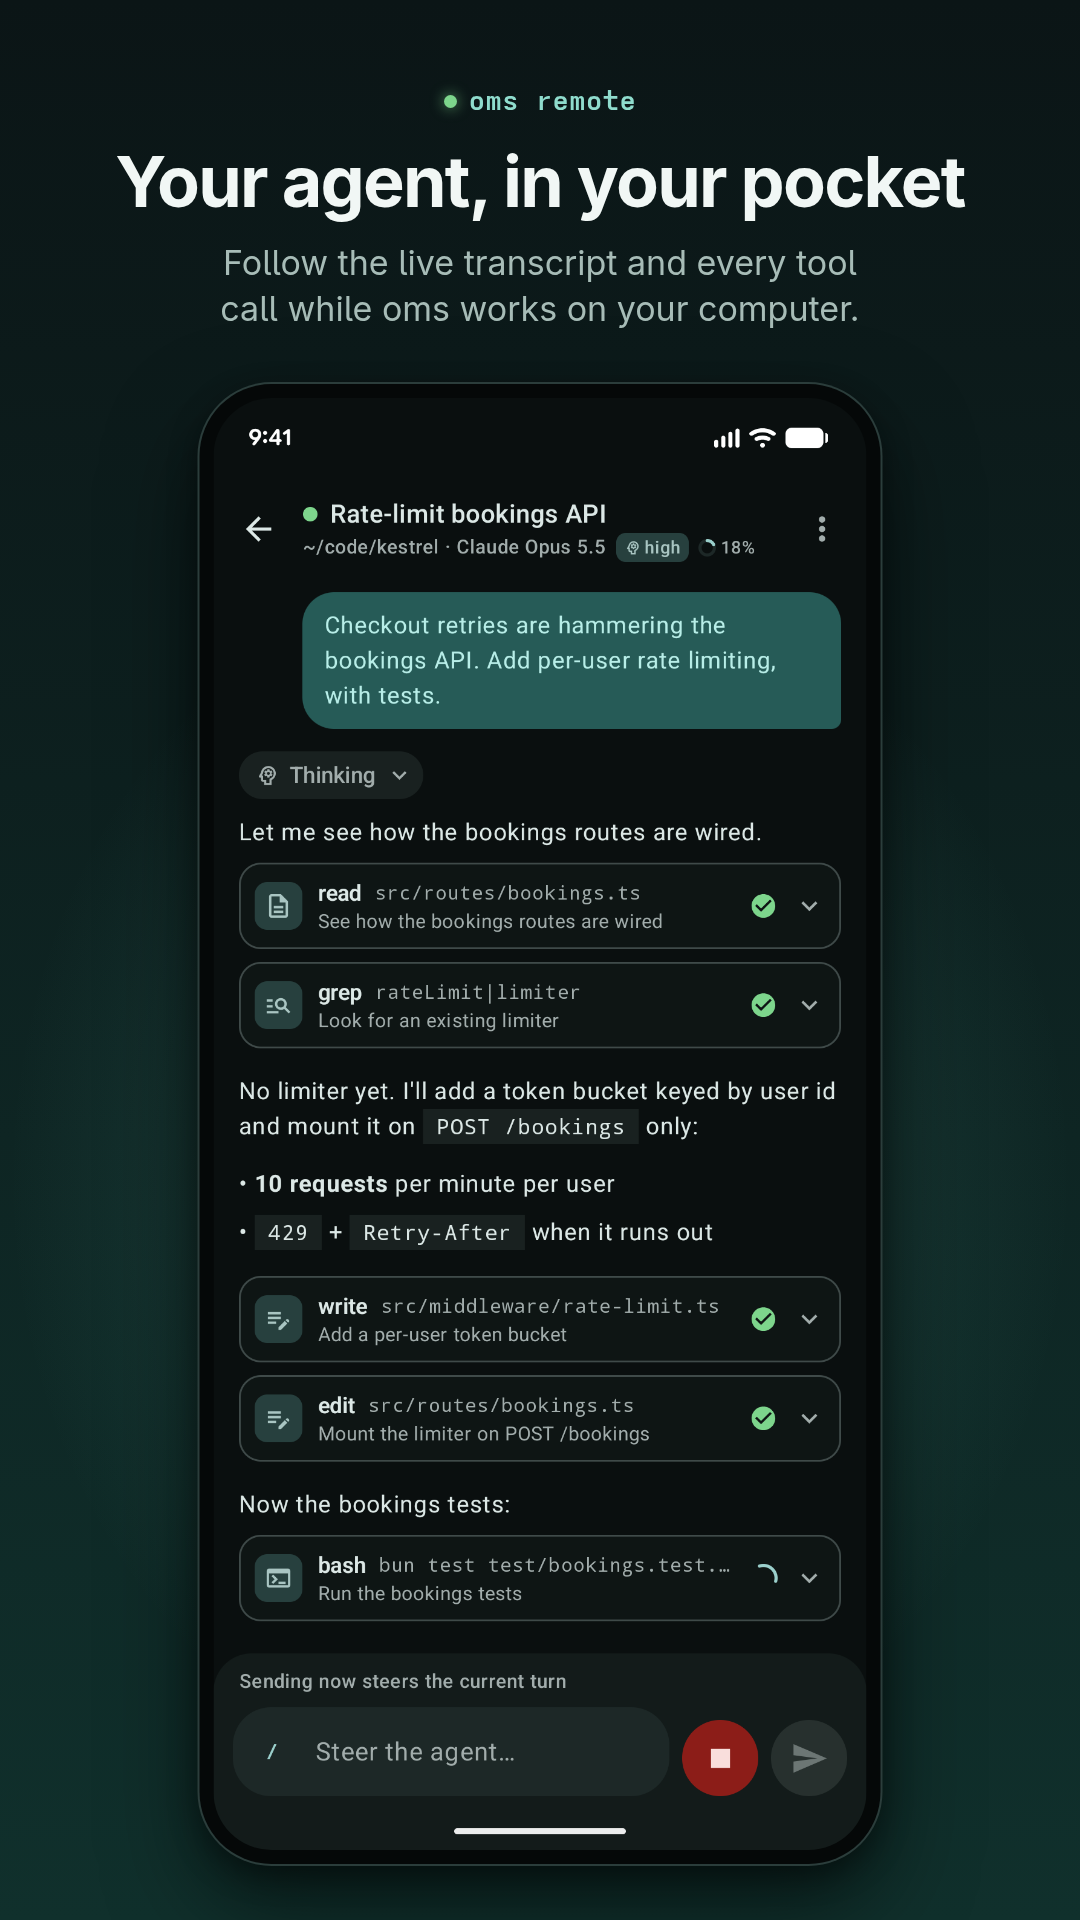 oms remote
Your agent, in your pocket
Follow the live transcript and every tool
call while oms works on your computer.
9:41
Rate-limit bookings API
~/code/kestrel · Claude Opus 5.5 high 18%
Checkout retries are hammering the
bookings API. Add per-user rate limiting,
with tests.
Thinking
Let me see how the bookings routes are wired.
read src/routes/bookings.ts
See how the bookings routes are wired
grep rateLimit|limiter
Look for an existing limiter
No limiter yet. I'll add a token bucket keyed by user id
and mount it on POST /bookings only:
• 10 requests per minute per user
• 429 + Retry-After when it runs out
write src/middleware/rate-limit.ts
Add a per-user token bucket
edit src/routes/bookings.ts
Mount the limiter on POST /bookings
Now the bookings tests:
bash bun test test/bookings.test.…
Run the bookings tests
Sending now steers the current turn
/ Steer the agent…